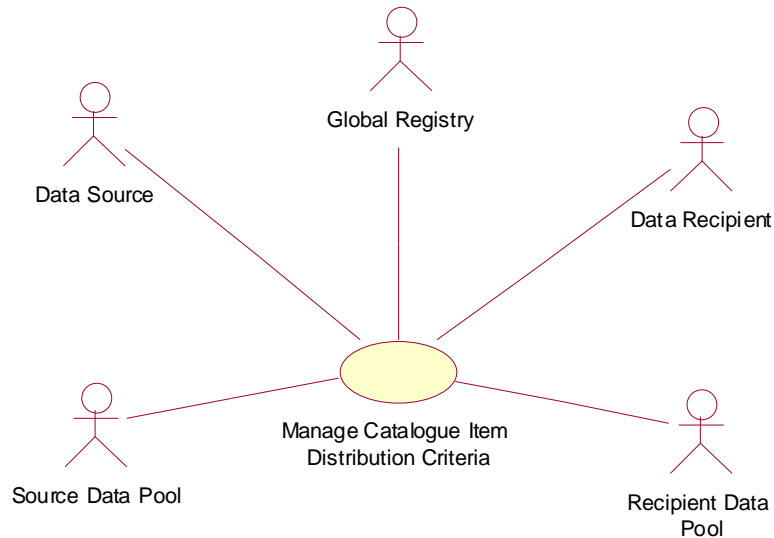 Global Registry
Data Source
Data Recipient
Manage Catalogue Item
Distribution Criteria
Source Data Pool
Recipient Data
Pool